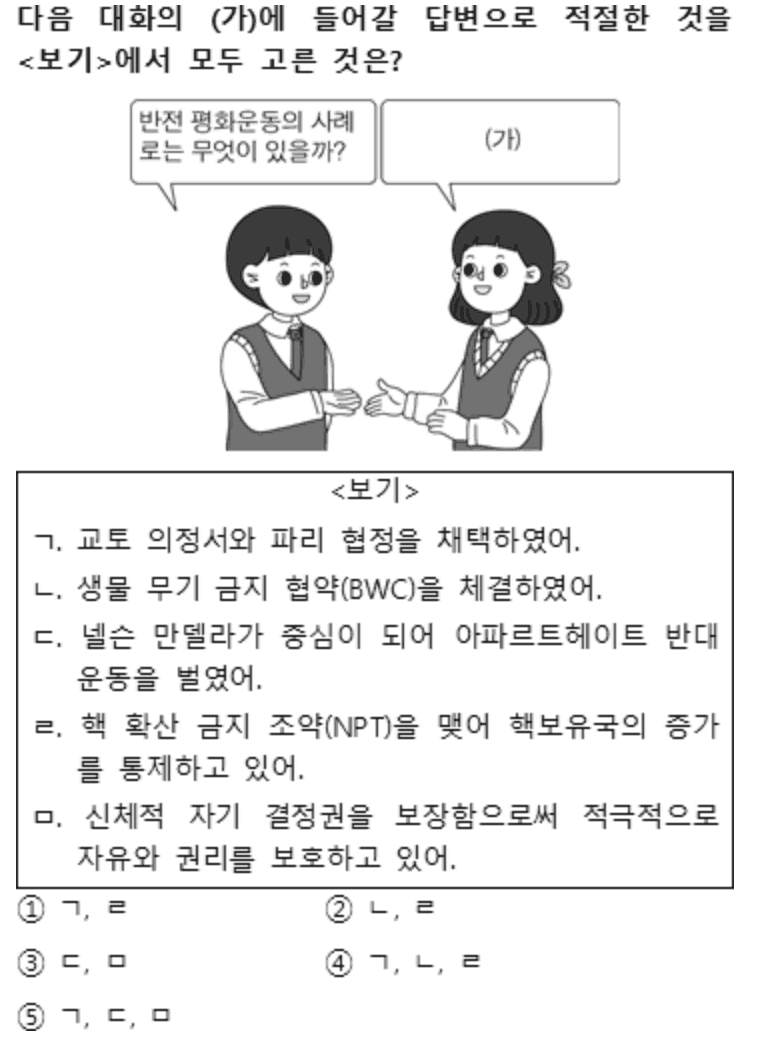 다음 대화의 (가)에 들어갈 답변으로 적절한 것을
<보기>에서 모두 고른 것은?
반전 평화운동의 사례
로는 무엇이 있을까?
(가)
<보기>
ㄱ. 교토 의정서와 파리 협정을 채택하였어.
ㄴ. 생물 무기 금지 협약(BWC)을 체결하였어.
ㄷ. 넬슨 만델라가 중심이 되어 아파르트헤이트 반대
운동을 벌였어.
ㄹ. 핵 확산 금지 조약(NPT)을 맺어 핵보유국의 증가
를 통제하고 있어.
ㅁ. 신체적 자기 결정권을 보장함으로써 적극적으로
자유와 권리를 보호하고 있어.
① ㄱ, ㄹ ② ㄴ, ㄹ
③ ㄷ, ㅁ ④ ㄱ, ㄴ, ㄹ
⑤ ㄱ, ㄷ, ㅁ